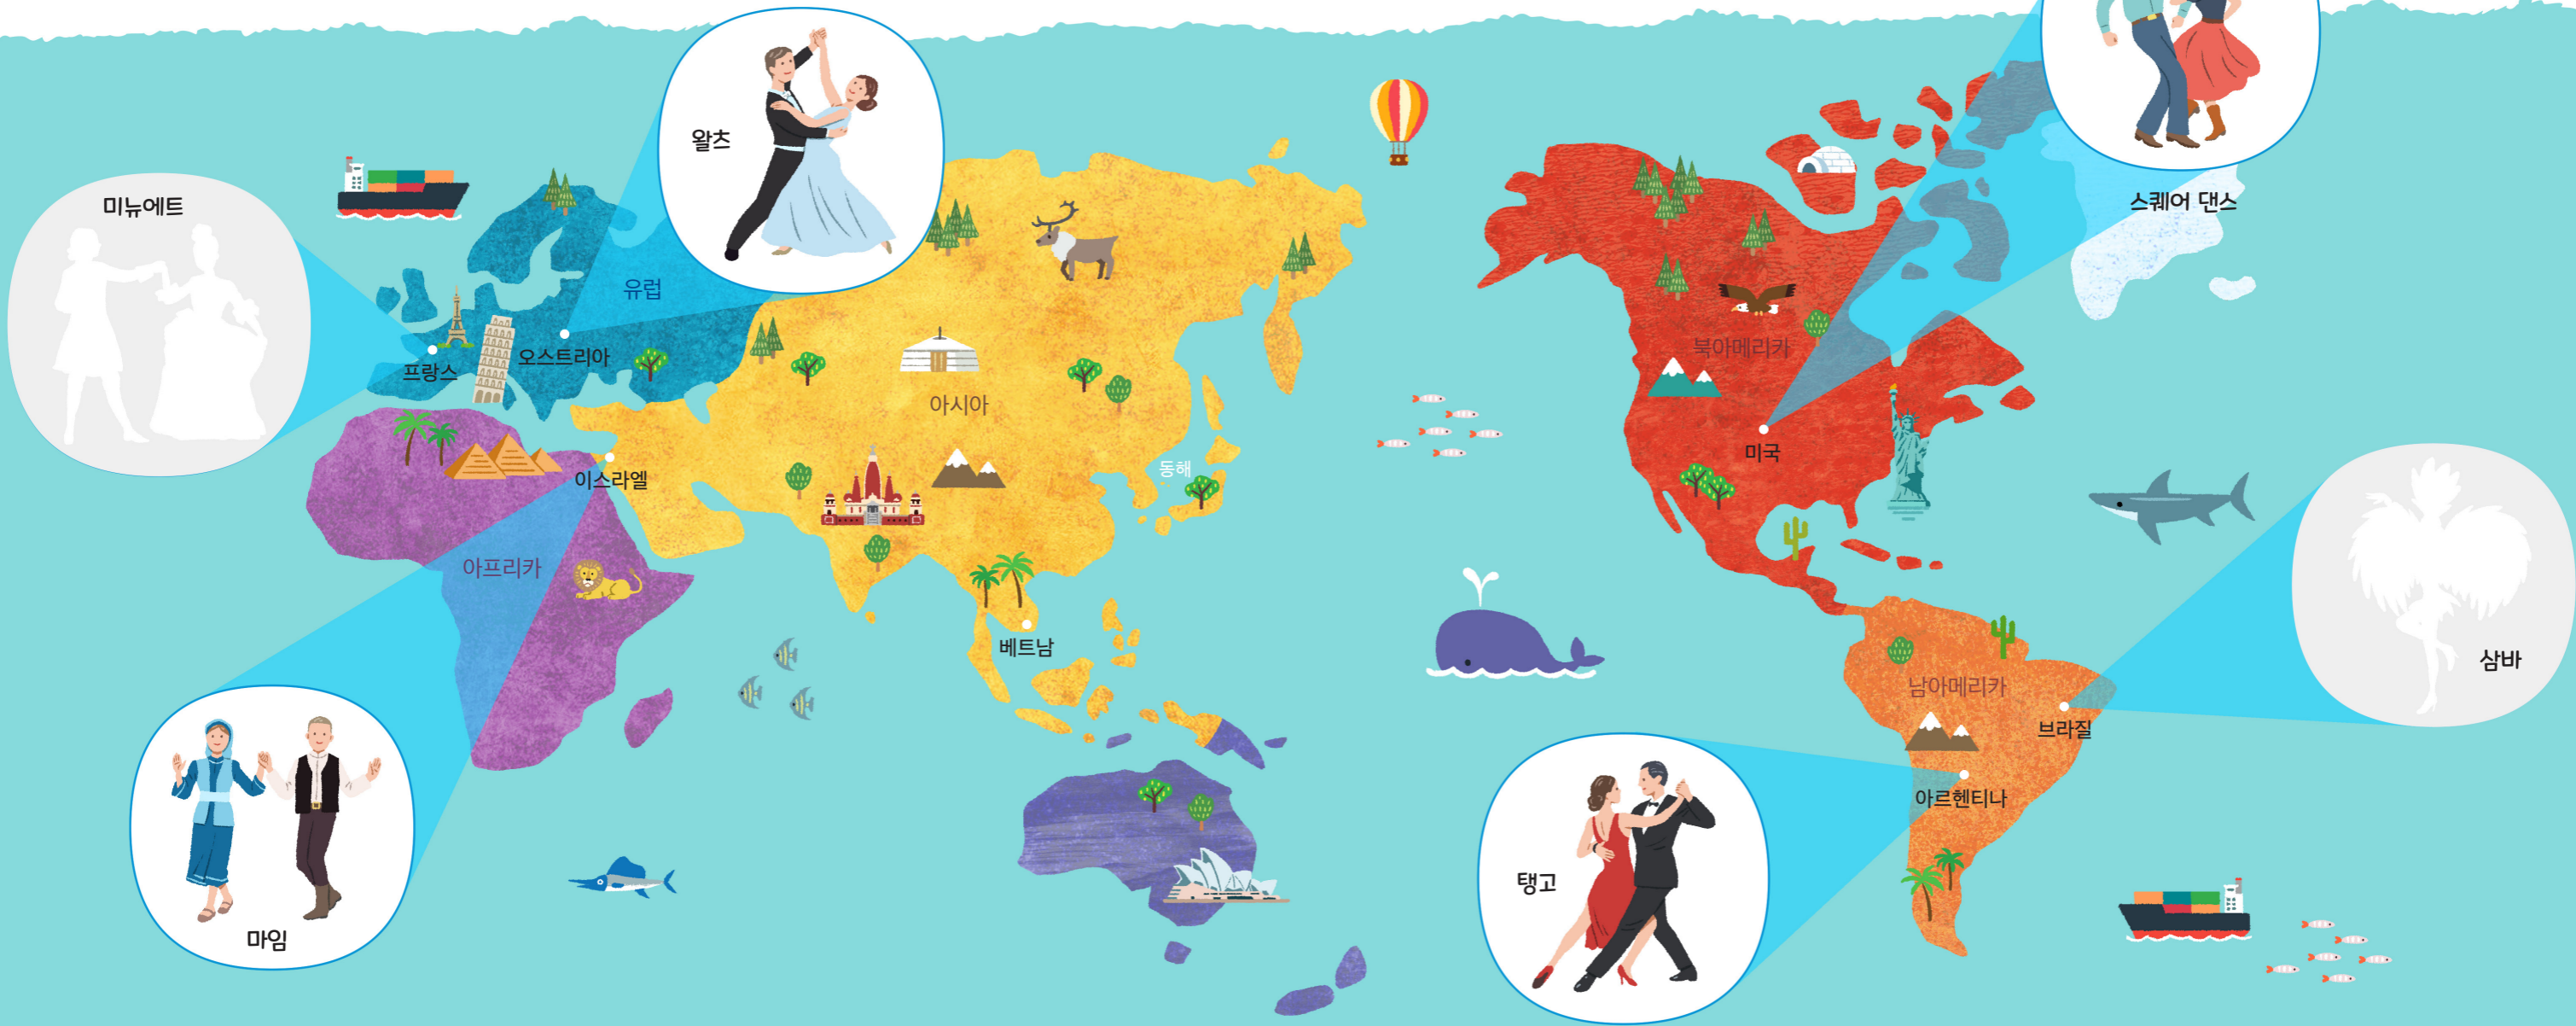 왈츠
미뉴에트
스퀘어 댄스
유럽
오스트리아
프랑스
북아메리카
아시아
미국
동해
이스라엘
아프리카
베트남
삼바
남아메리카
브라질
아르헨티나
탱고
마임